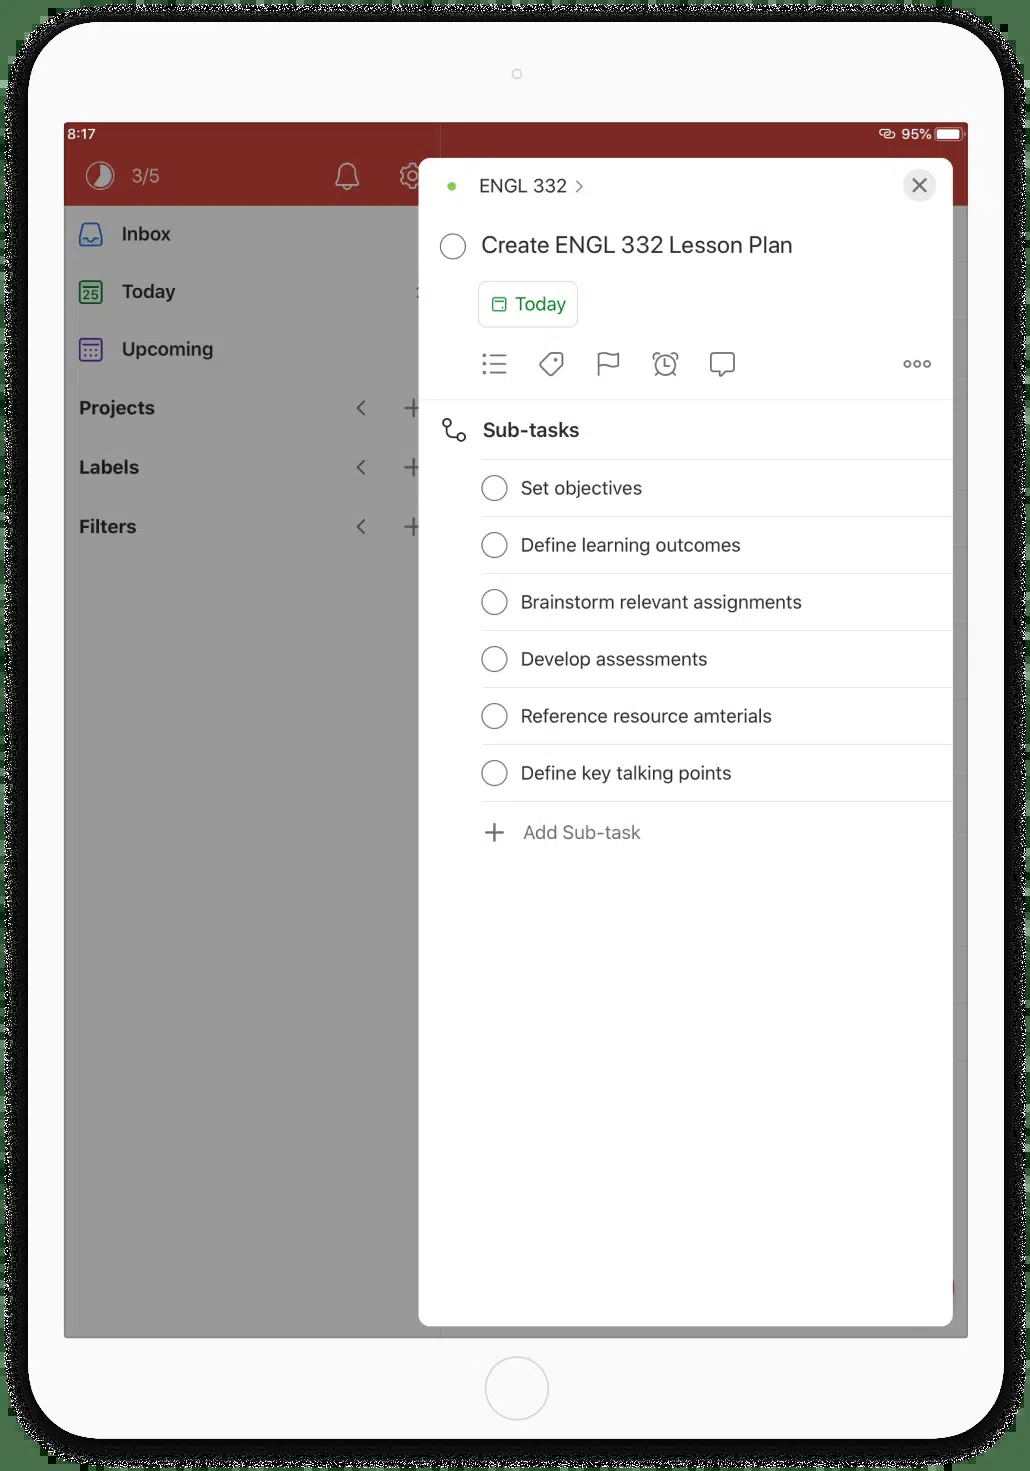 8:17
95%
3/5
Inbox
25
Today
Upcoming
Projects
Labels
Filters
ENGL 332
Create ENGL 332 Lesson Plan
Today
Sub-tasks
Set objectives
Define learning outcomes
Brainstorm relevant assignments
Develop assessments
Reference resource amterials
Define key talking points
Add Sub-task